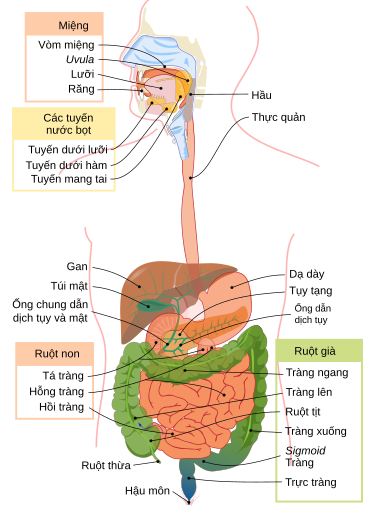 Miệng
Vòm miệng
Uvula
Lưỡi
Răng
Các tuyến
nước bọt
Tuyến dưới lưỡi
Tuyến dưới hàm
Tuyến mang tai
Hầu
Thực quản
Gan
Túi mật
Ống chung dẫn
dịch tụy và mật
Dạ dày
Tụy tạng
Ống dẫn
dịch tụy
Ruột non
Tá tràng
Hỗng tràng
Hồi tràng
Ruột thừa
Hậu môn
Ruột già
Tràng ngang
Tràng lên
Ruột tịt
Tràng xuống
Sigmoid
Tràng
Trực tràng